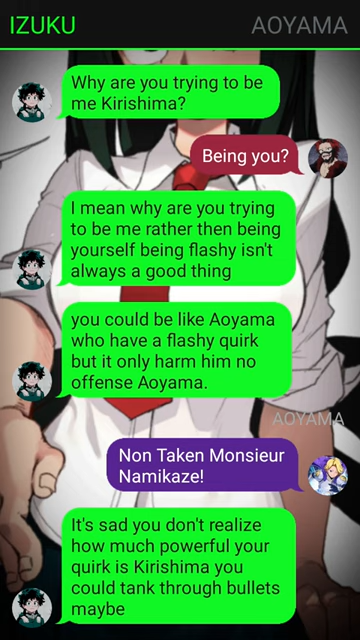 IZUKU
AOYAMA
Why are you trying to be
me Kirishima?
Being you?
I mean why are you trying
to be me rather then being
yourself being flashy isn't
always a good thing
you could be like Aoyama
who have a flashy quirk
but it only harm him no
offense Aoyama.
AOYAMA
Non Taken Monsieur
Namikaze!
It's sad you don't realize
how much powerful your
quirk is Kirishima you
could tank through bullets
maybe